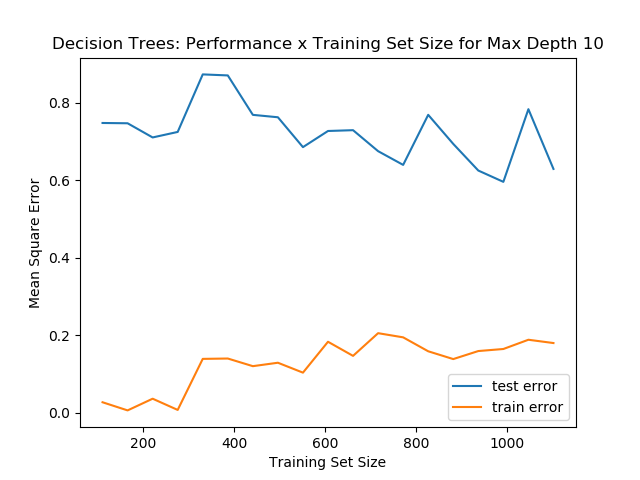 Decision Trees: Performance x Training Set Size for Max Depth 10
Mean Square Error
0.8
0.6
0.4
0.2
0.0
test error
train error
200 400 600 800 1000
Training Set Size